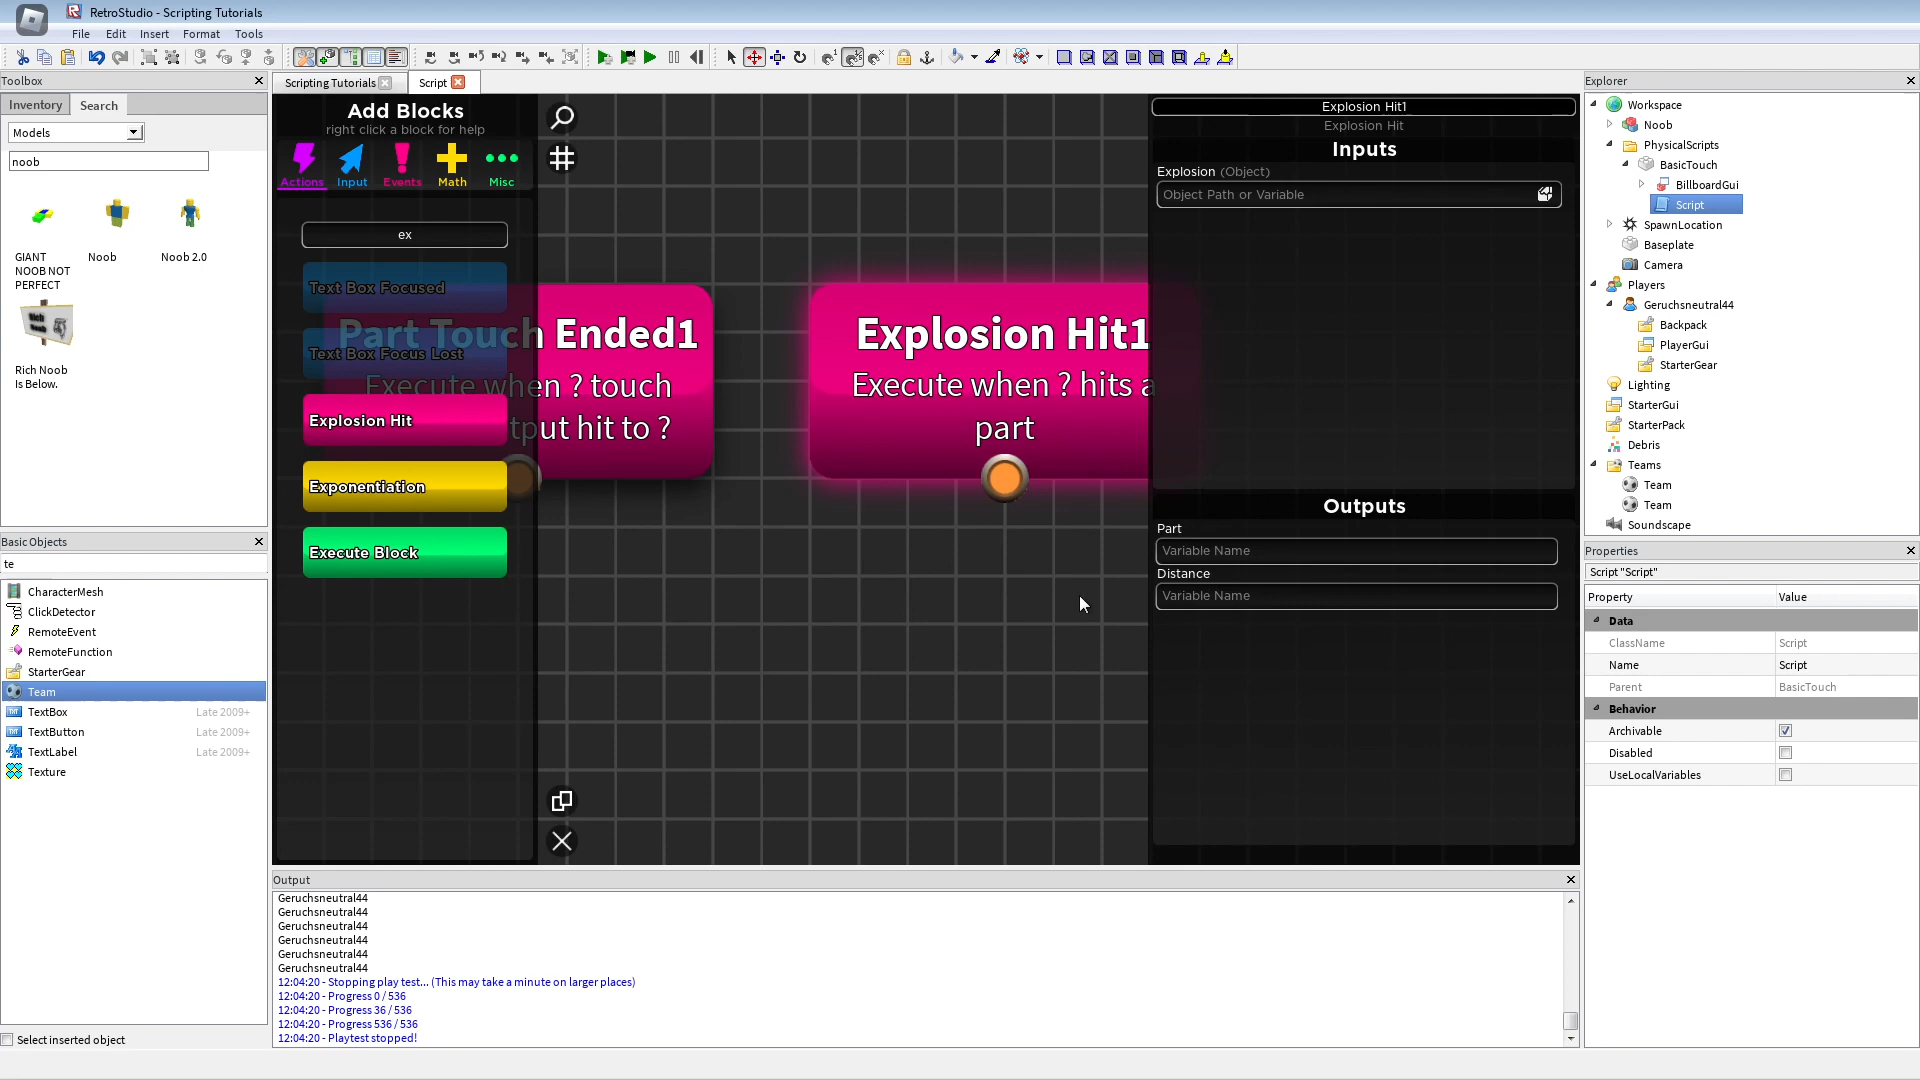 RetroStudio - Scripting Tutorials
File Edit Insert Format Tools
Toolbox
Inventory Search
Models
noob
GIANT NOOB NOT PERFECT
Noob
Noob 2.0
Rich Noob Is Below.
Basic Objects
te
CharacterMesh
ClickDetector
RemoteEvent
RemoteFunction
StarterGear
Team
TextBox Late 2009+
TextButton Late 2009+
TextLabel Late 2009+
Texture
Select inserted object
Scripting Tutorials
Script
Add Blocks
right click a block for help
Actions Input Events Math Misc
ex
Text Box Focused
Text Box Focus Lost
Explosion Hit
Exponentiation
Execute Block
Part Touch Ended1
Execute when ? touch
tput hit to ?
Explosion Hit1
Execute when ? hits a
part
Explosion Hit1
Explosion Hit
Inputs
Explosion (Object)
Object Path or Variable
Outputs
Part
Variable Name
Distance
Variable Name
Output
Geruchsneutral44
Geruchsneutral44
Geruchsneutral44
Geruchsneutral44
Geruchsneutral44
Geruchsneutral44
12:04:20 - Stopping play test... (This may take a minute on larger places)
12:04:20 - Progress 0 / 536
12:04:20 - Progress 36 / 536
12:04:20 - Progress 536 / 536
12:04:20 - Playtest stopped!
Explorer
Workspace
Noob
PhysicalScripts
BasicTouch
BillboardGui
Script
SpawnLocation
Baseplate
Camera
Players
Geruchsneutral44
Backpack
PlayerGui
StarterGear
Lighting
StarterGui
StarterPack
Debris
Teams
Team
Team
Soundscape
Properties
Script "Script"
Property Value
Data
ClassName Script
Name Script
Parent BasicTouch
Behavior
Archivable
Disabled
UseLocalVariables